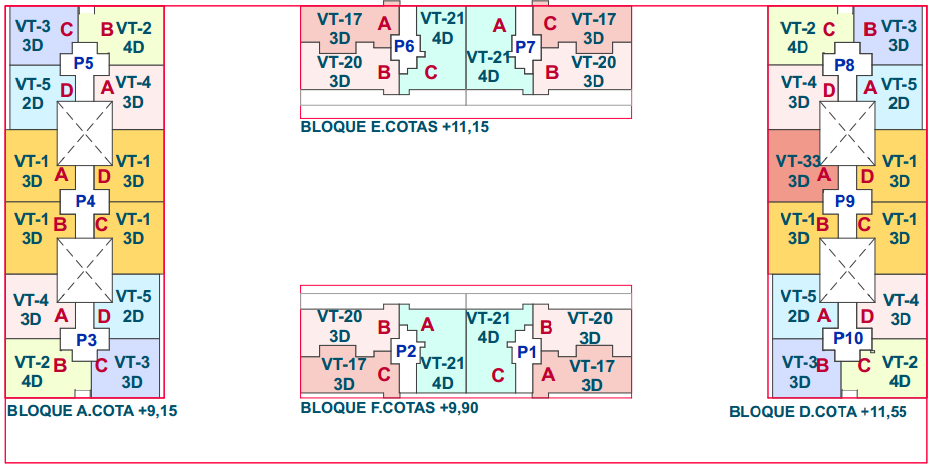 VT-3
3D
C
B
VT-2
4D
P5
VT-5
2D
D
A
VT-4
3D
VT-1
3D
A
D
VT-1
3D
P4
VT-1
3D
B
C
VT-1
3D
VT-4
3D
A
D
VT-5
2D
P3
VT-2
4D
B
C
VT-3
3D
BLOQUE A.COTA +9,15
VT-17
3D
A
VT-21
4D
A
C
VT-17
3D
P6
P7
VT-20
3D
B
C
VT-21
4D
B
VT-20
3D
BLOQUE E.COTAS +11,15
VT-20
3D
B
A
VT-21
4D
B
VT-20
3D
P2
P1
VT-17
3D
C
VT-21
4D
C
A
VT-17
3D
BLOQUE F.COTAS +9,90
VT-2
4D
C
B
VT-3
3D
P8
VT-4
3D
D
A
VT-5
2D
VT-33
3D
A
D
VT-1
3D
P9
VT-1
3D
B
C
VT-1
3D
VT-5
2D
A
D
VT-4
3D
P10
VT-3
3D
B
C
VT-2
4D
BLOQUE D.COTA +11,55